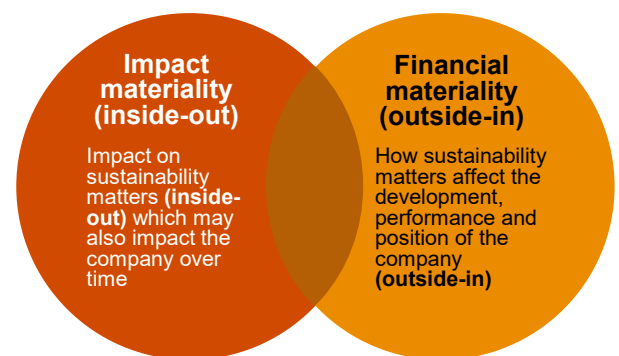 Impact
materiality
(inside-out)
Impact on
sustainability
matters (inside-
out) which may
also impact the
company over
time
Financial
materiality
(outside-in)
How sustainability
matters affect the
development,
performance and
position of the
company
(outside-in)